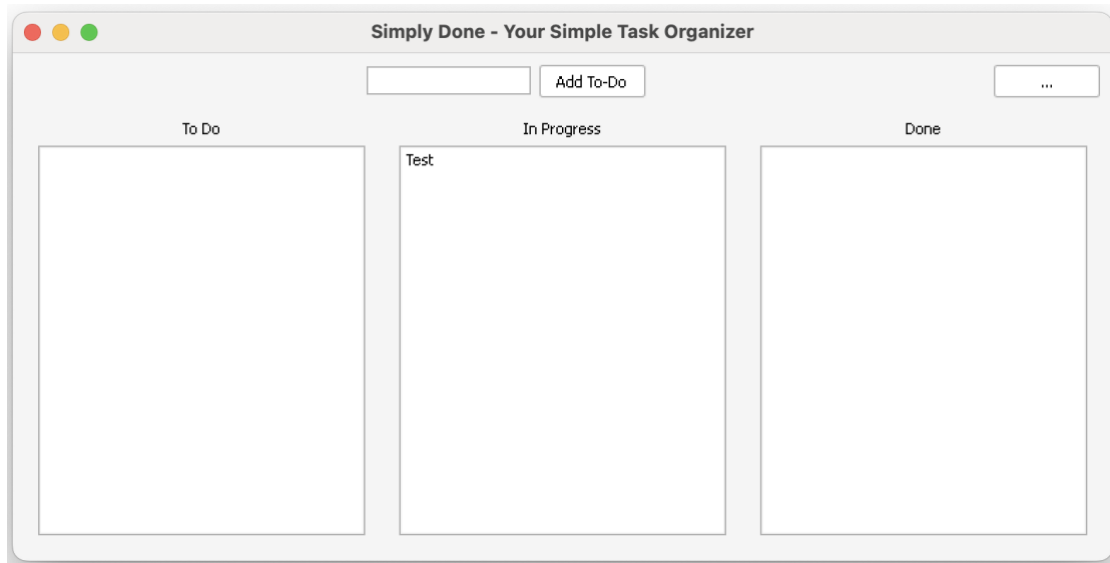 Simply Done - Your Simple Task Organizer
Add To-Do
...
To Do
In Progress
Done
Test